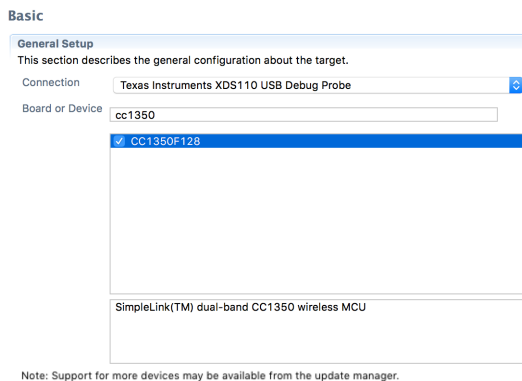 Basic
General Setup
This section describes the general configuration about the target.
Connection
Texas Instruments XDS110 USB Debug Probe
Board or Device
cc1350
CC1350F128
SimpleLink(TM) dual-band CC1350 wireless MCU
Note: Support for more devices may be available from the update manager.